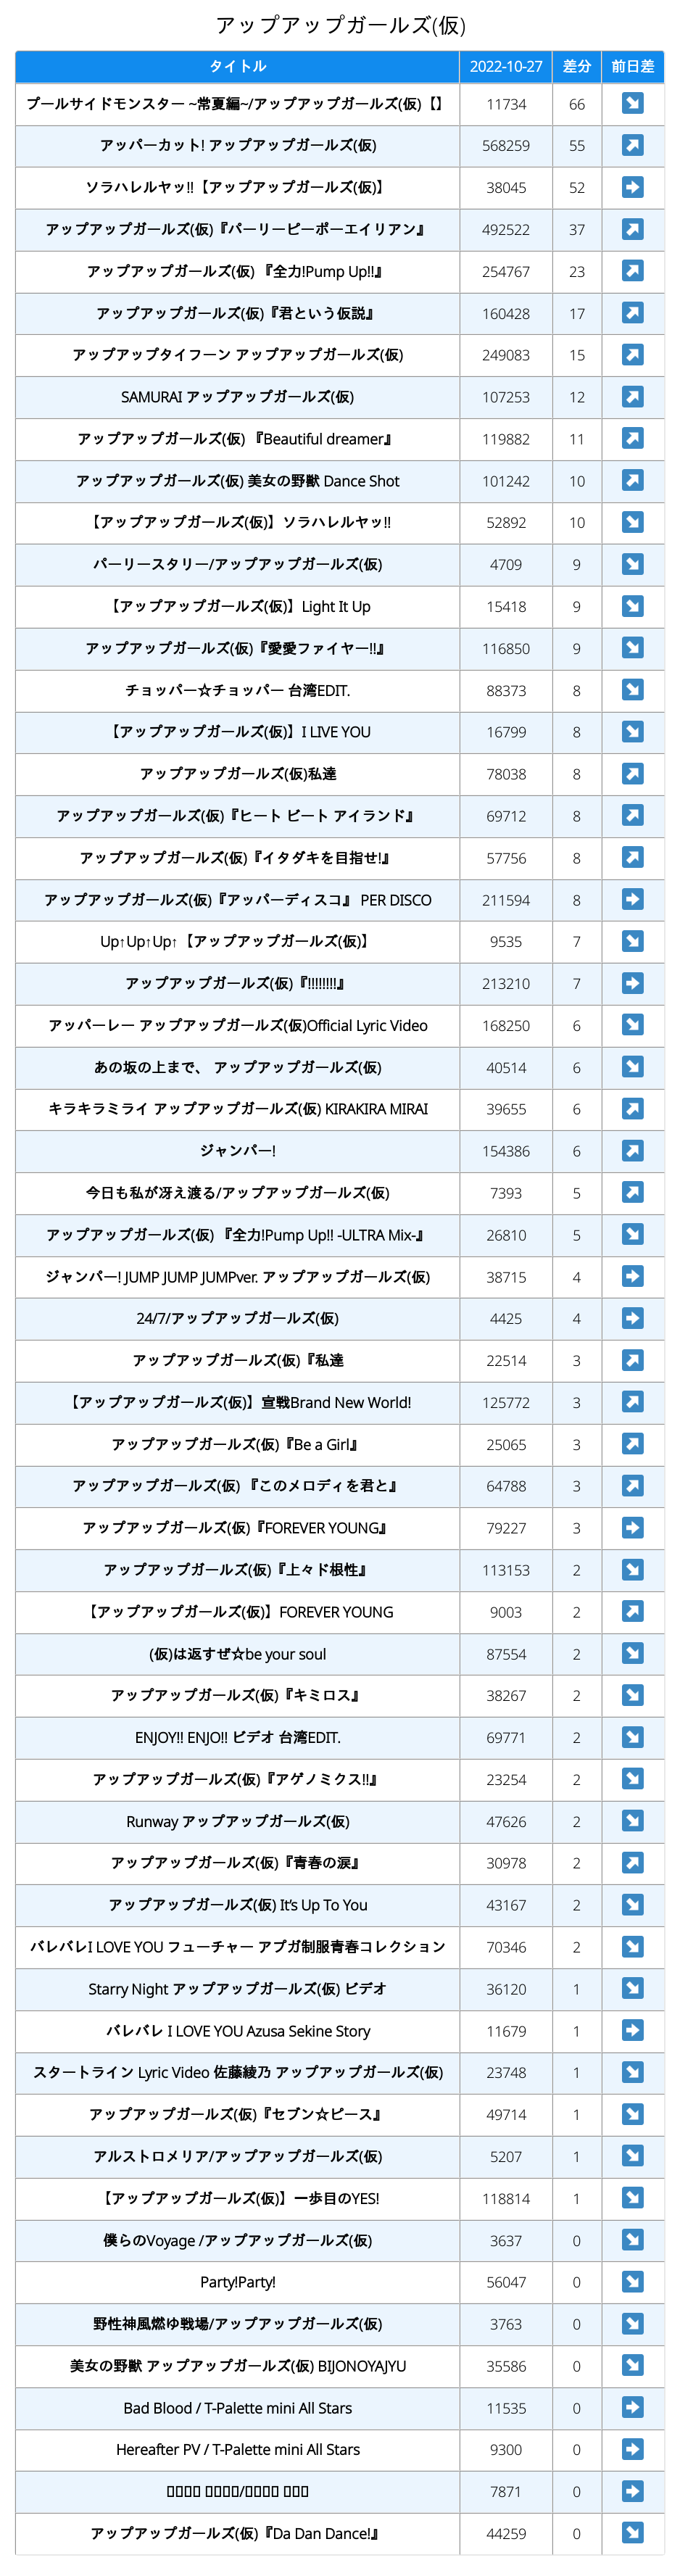 アップアップガールズ(仮)
タイトル 2022-10-27 差分 前日差
プールサイドモンスター ~常夏編~/アップアップガールズ(仮)【】 11734 66 ↘
アッパーカット! アップアップガールズ(仮) 568259 55 ↗
ソラハレルヤッ!!【アップアップガールズ(仮)】 38045 52 ➡
アップアップガールズ(仮)『パーリーピーポーエイリアン』 492522 37 ↗
アップアップガールズ(仮) 『全力!Pump Up!!』 254767 23 ↗
アップアップガールズ(仮)『君という仮説』 160428 17 ↗
アップアップタイフーン アップアップガールズ(仮) 249083 15 ↗
SAMURAI アップアップガールズ(仮) 107253 12 ↗
アップアップガールズ(仮) 『Beautiful dreamer』 119882 11 ↗
アップアップガールズ(仮) 美女の野獣 Dance Shot 101242 10 ↗
【アップアップガールズ(仮)】ソラハレルヤッ!! 52892 10 ↘
パーリースタリー/アップアップガールズ(仮) 4709 9 ↘
【アップアップガールズ(仮)】Light It Up 15418 9 ↘
アップアップガールズ(仮)『愛愛ファイヤー!!』 116850 9 ↘
チョッパー☆チョッパー 台湾EDIT. 88373 8 ↘
【アップアップガールズ(仮)】I LIVE YOU 16799 8 ↘
アップアップガールズ(仮)私達 78038 8 ↗
アップアップガールズ(仮)『ヒート ビート アイランド』 69712 8 ↗
アップアップガールズ(仮)『イタダキを目指せ!』 57756 8 ↗
アップアップガールズ(仮)『アッパーディスコ』 PER DISCO 211594 8 ➡
Up↑Up↑Up↑【アップアップガールズ(仮)】 9535 7 ↘
アップアップガールズ(仮)『!!!!!!!!』 213210 7 ➡
アッパーレー アップアップガールズ(仮)Official Lyric Video 168250 6 ↘
あの坂の上まで、 アップアップガールズ(仮) 40514 6 ↘
キラキラミライ アップアップガールズ(仮) KIRAKIRA MIRAI 39655 6 ↗
ジャンパー! 154386 6 ↗
今日も私が冴え渡る/アップアップガールズ(仮) 7393 5 ↗
アップアップガールズ(仮) 『全力!Pump Up!! -ULTRA Mix-』 26810 5 ↘
ジャンパー! JUMP JUMP JUMPver. アップアップガールズ(仮) 38715 4 ➡
24/7/アップアップガールズ(仮) 4425 4 ➡
アップアップガールズ(仮)『私達 22514 3 ↗
【アップアップガールズ(仮)】宣戦Brand New World! 125772 3 ↗
アップアップガールズ(仮)『Be a Girl』 25065 3 ↗
アップアップガールズ(仮) 『このメロディを君と』 64788 3 ↗
アップアップガールズ(仮)『FOREVER YOUNG』 79227 3 ➡
アップアップガールズ(仮)『上々ド根性』 113153 2 ↘
【アップアップガールズ(仮)】FOREVER YOUNG 9003 2 ↗
(仮)は返すぜ☆be your soul 87554 2 ↘
アップアップガールズ(仮)『キミロス』 38267 2 ↘
ENJOY!! ENJO!! ビデオ 台湾EDIT. 69771 2 ↘
アップアップガールズ(仮)『アゲノミクス!!』 23254 2 ↘
Runway アップアップガールズ(仮) 47626 2 ↘
アップアップガールズ(仮)『青春の涙』 30978 2 ↗
アップアップガールズ(仮) It's Up To You 43167 2 ↘
バレバレI LOVE YOU フューチャー アプガ制服青春コレクション 70346 2 ↘
Starry Night アップアップガールズ(仮) ビデオ 36120 1 ↘
バレバレ I LOVE YOU Azusa Sekine Story 11679 1 ➡
スタートライン Lyric Video 佐藤綾乃 アップアップガールズ(仮) 23748 1 ↘
アップアップガールズ(仮)『セブン☆ピース』 49714 1 ↘
アルストロメリア/アップアップガールズ(仮) 5207 1 ↘
【アップアップガールズ(仮)】一歩目のYES! 118814 1 ↘
僕らのVoyage /アップアップガールズ(仮) 3637 0 ↘
Party!Party! 56047 0 ↘
野性神風燃ゆ戦場/アップアップガールズ(仮) 3763 0 ↘
美女の野獣 アップアップガールズ(仮) BIJONOYAJYU 35586 0 ↘
Bad Blood / T-Palette mini All Stars 11535 0 ➡
Hereafter PV / T-Palette mini All Stars 9300 0 ➡
7871 0 ➡
アップアップガールズ(仮)『Da Dan Dance!』 44259 0 ↘